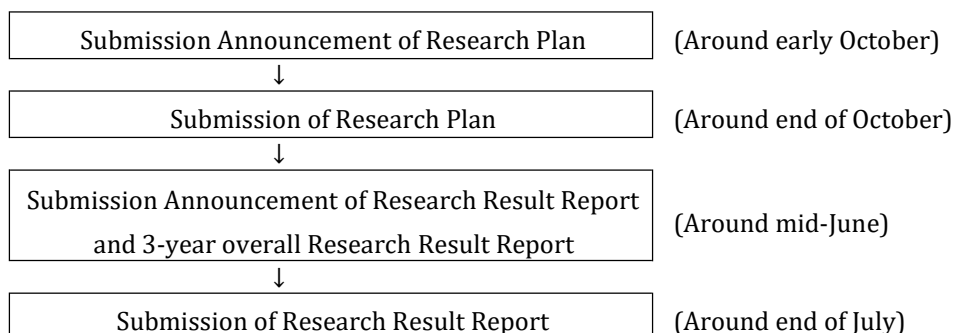 Submission Announcement of Research Plan (Around early October)
↓
Submission of Research Plan (Around end of October)
↓
Submission Announcement of Research Result Report
and 3-year overall Research Result Report
(Around mid-June)
↓
Submission of Research Result Report (Around end of July)